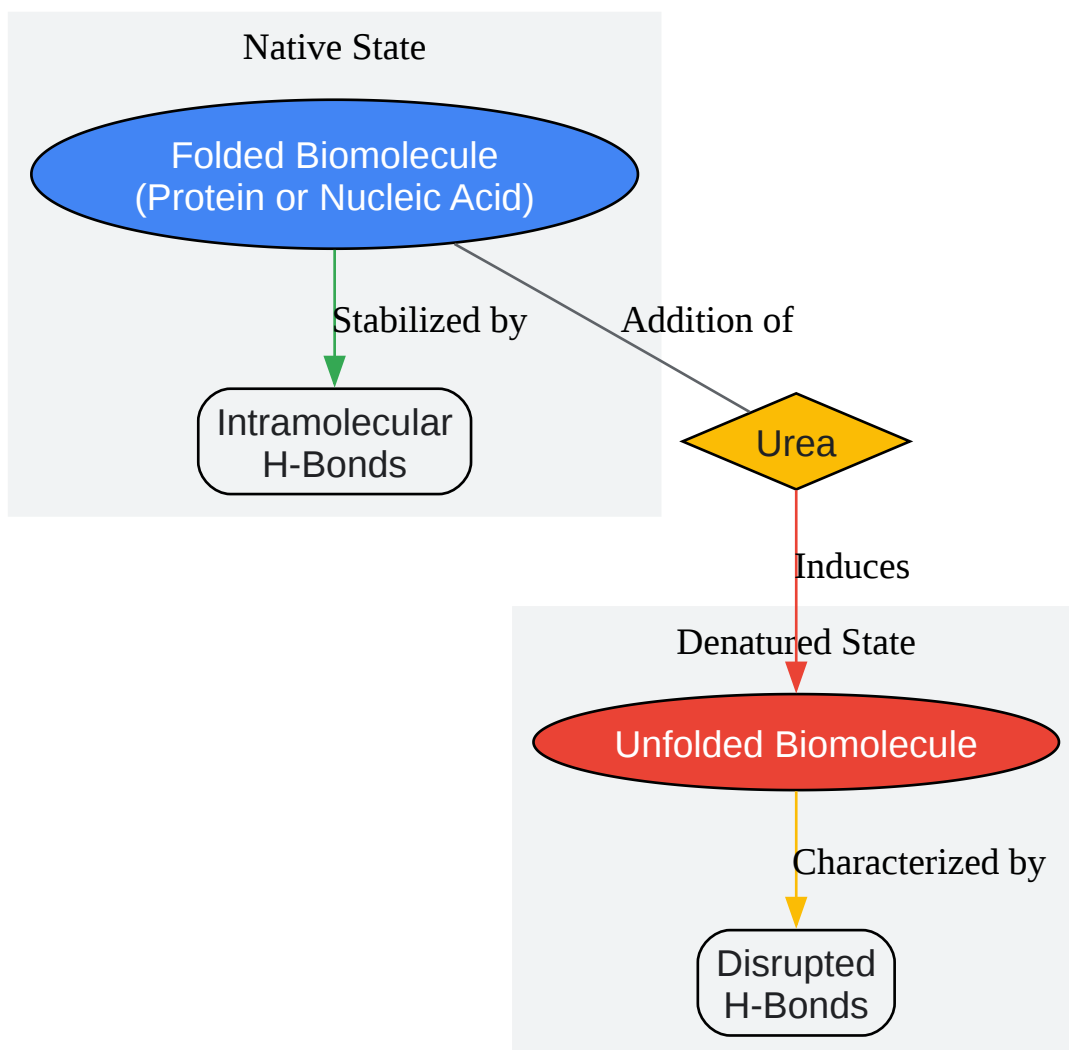 Native State
Folded Biomolecule
(Protein or Nucleic Acid)
Stabilized by
Addition of
Intramolecular
H-Bonds
Urea
Induces
Denatured State
Unfolded Biomolecule
Characterized by
Disrupted
H-Bonds